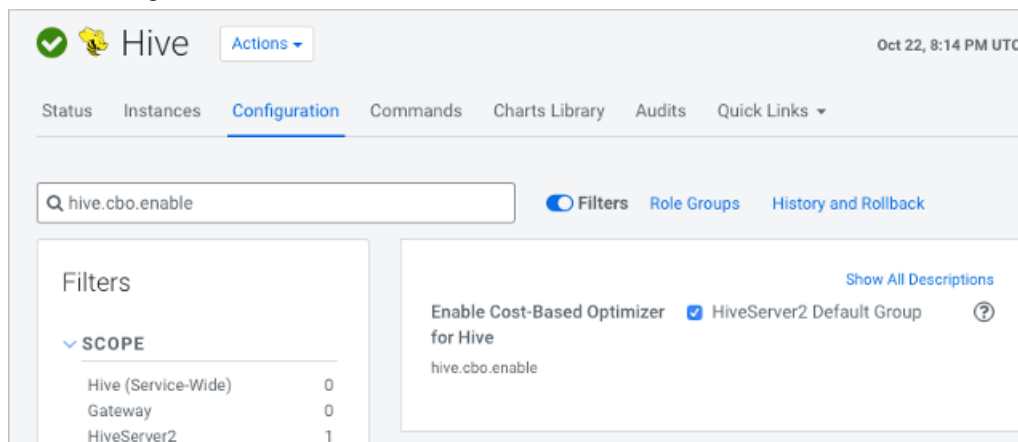 Hive Actions
Oct 22, 8:14 PM UTC
Status Instances Configuration Commands Charts Library Audits Quick Links
hive.cbo.enable
Filters Role Groups History and Rollback
Filters
SCOPE
Hive (Service-Wide) 0
Gateway 0
HiveServer2 1
Show All Descriptions
Enable Cost-Based Optimizer
for Hive
hive.cbo.enable
HiveServer2 Default Group